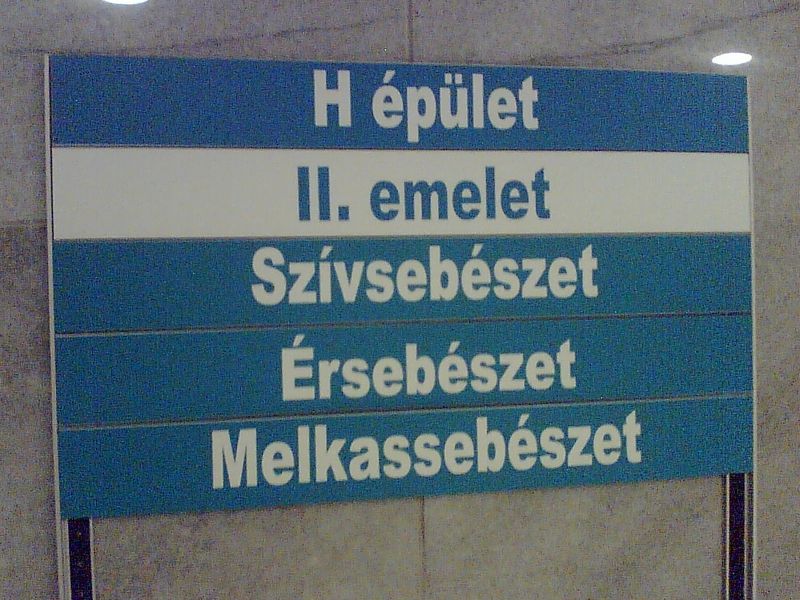 H épület
II. emelet
Szívsebészet
Érsebészet
Melkassebészet